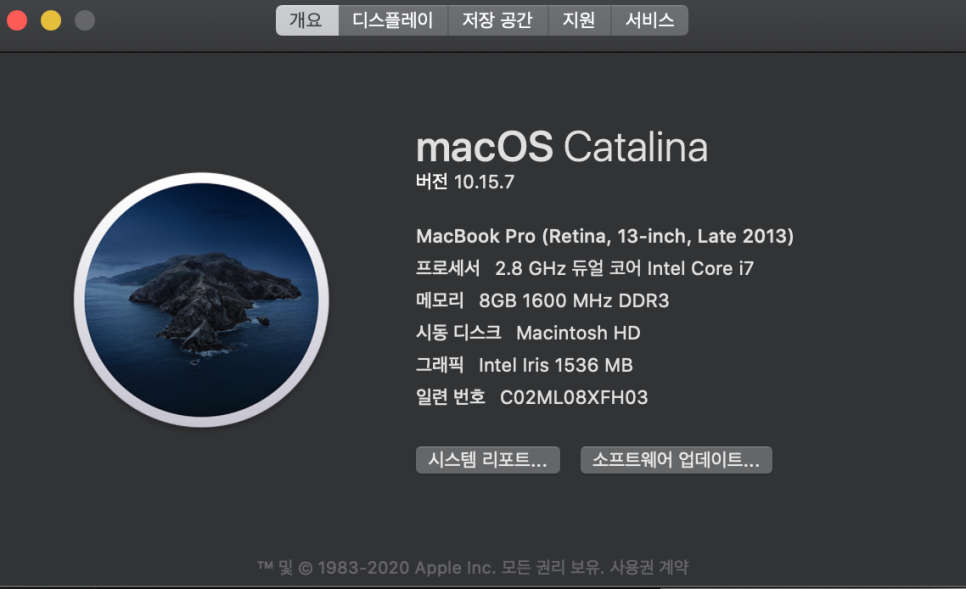 개요 디스플레이 저장 공간 지원 서비스
macOS Catalina
버전 10.15.7
MacBook Pro (Retina, 13-inch, Late 2013)
프로세서 2.8 GHz 듀얼 코어 Intel Core i7
메모리 8GB 1600 MHz DDR3
시동 디스크 Macintosh HD
그래픽 Intel Iris 1536 MB
일련 번호 C02ML08XFH03
시스템 리포트... 소프트웨어 업데이트...
™ 및 © 1983-2020 Apple Inc. 모든 권리 보유. 사용권 계약